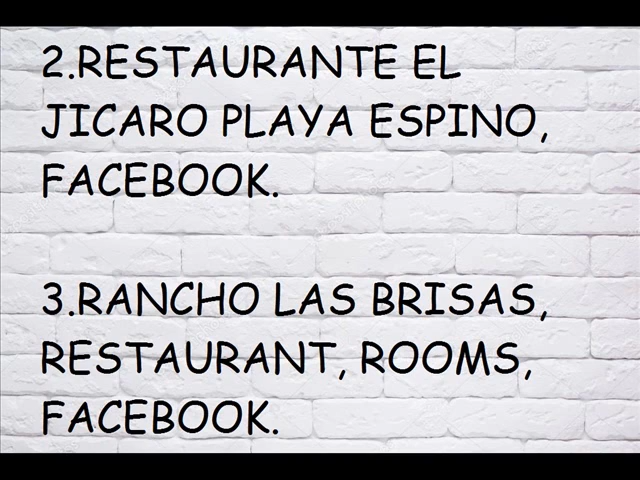 2.RESTAURANTE EL
JICARO PLAYA ESPINO,
FACEBOOK.
3.RANCHO LAS BRISAS,
RESTAURANT, ROOMS,
FACEBOOK.